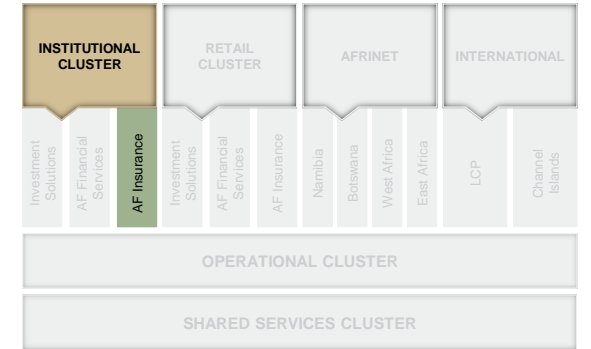 INSTITUTIONAL
CLUSTER
RETAIL
CLUSTER
AFRINET
INTERNATIONAL
Investment
Solutions
AF Financial
Services
AF Insurance
Investment
Solutions
AF Financial
Services
AF Insurance
Namibia
Botswana
West Africa
East Africa
LCP
Channel
Islands
OPERATIONAL CLUSTER
SHARED SERVICES CLUSTER